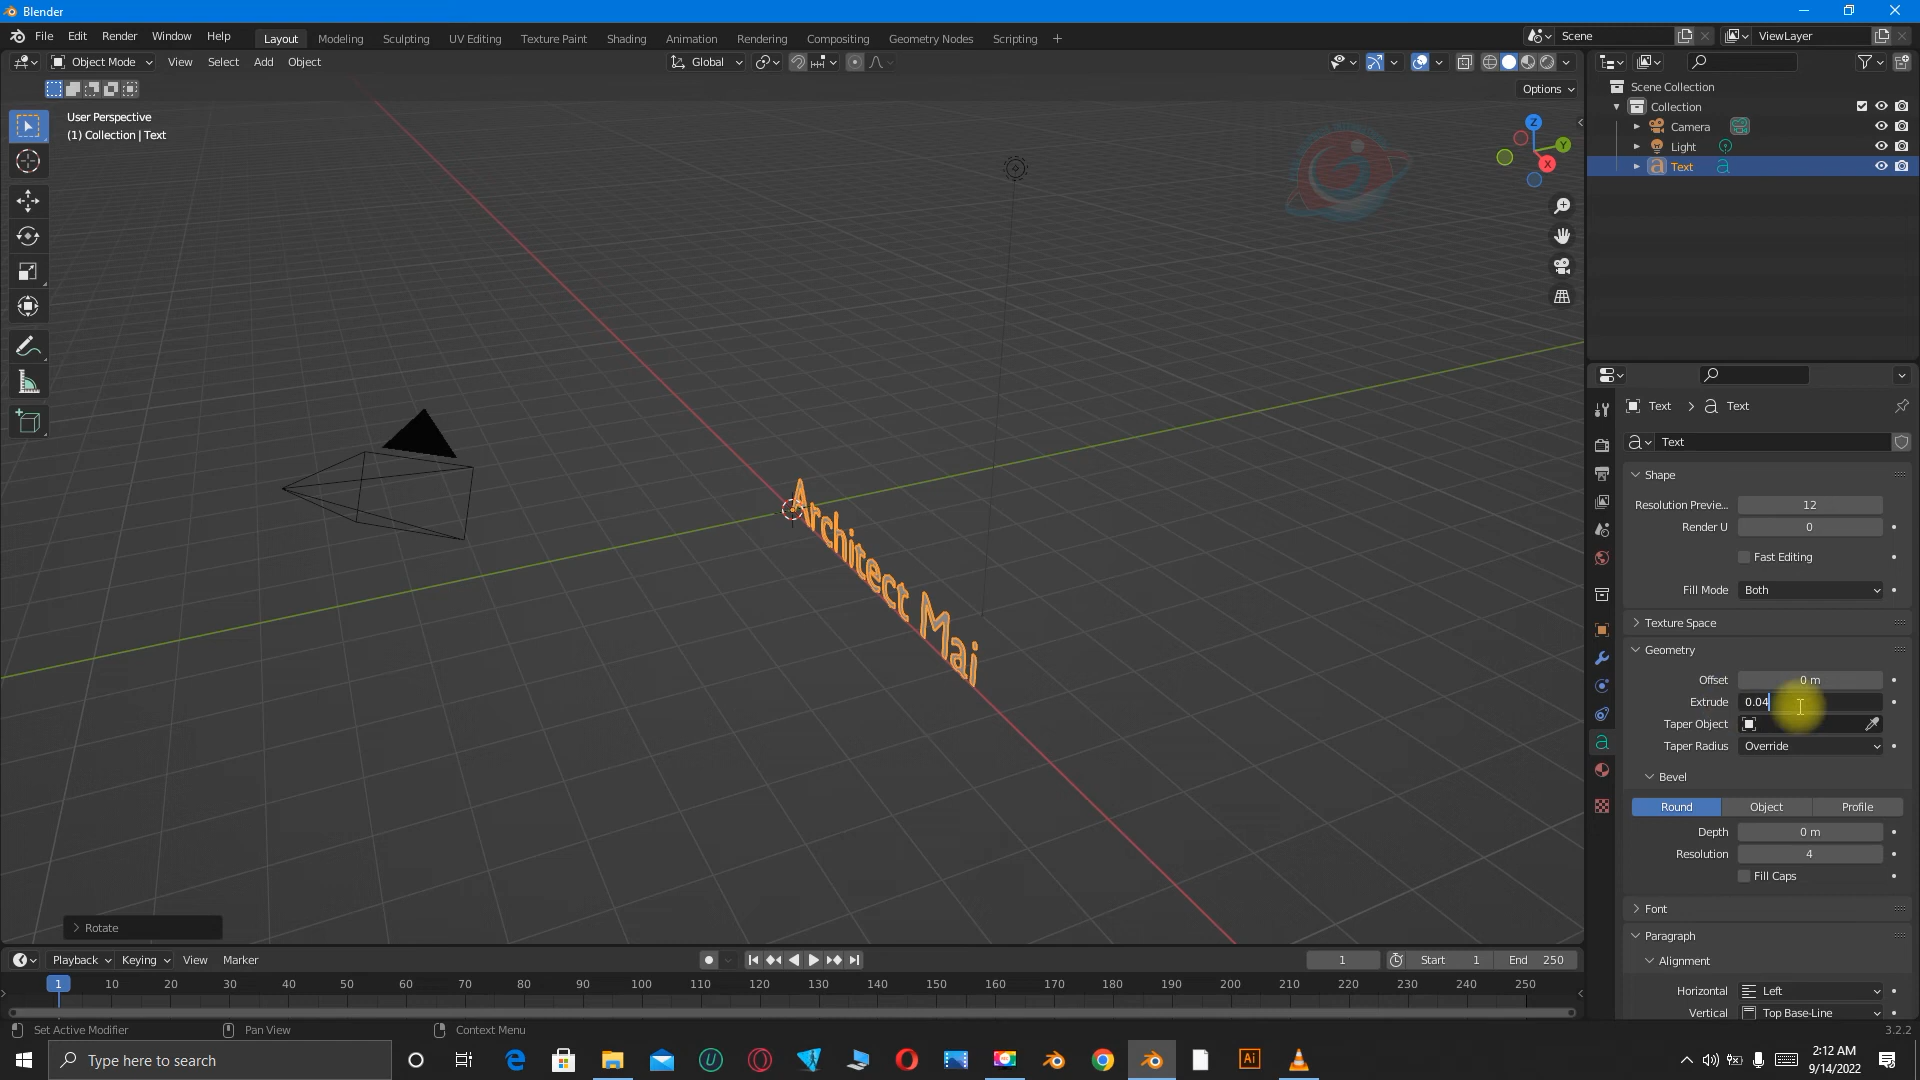 Blender
File Edit Render Window Help Layout Modeling Sculpting UV Editing Texture Paint Shading Animation Rendering Compositing Geometry Nodes Scripting + Scene ViewLayer
Object Mode View Select Add Object Global
Options
User Perspective
(1) Collection | Text
Z
Y
X
Scene Collection
Collection
Camera
Light
Text
Text > Text
Text
Shape
Resolution Previe... 12
Render U 0
Fast Editing
Fill Mode Both
Texture Space
Geometry
Offset 0 m
Extrude 0.04
Taper Object
Taper Radius Override
Bevel
Round Object Profile
Depth 0 m
Resolution 4
Fill Caps
Font
Paragraph
Alignment
Horizontal Left
Vertical Top Base-Line
Architect Mai
Rotate
Playback Keying View Marker 1 Start 1 End 250
1 10 20 30 40 50 60 70 80 90 100 110 120 130 140 150 160 170 180 190 200 210 220 230 240 250
Set Active Modifier Pan View Context Menu 3.2.2
Type here to search
2:12 AM
9/14/2022